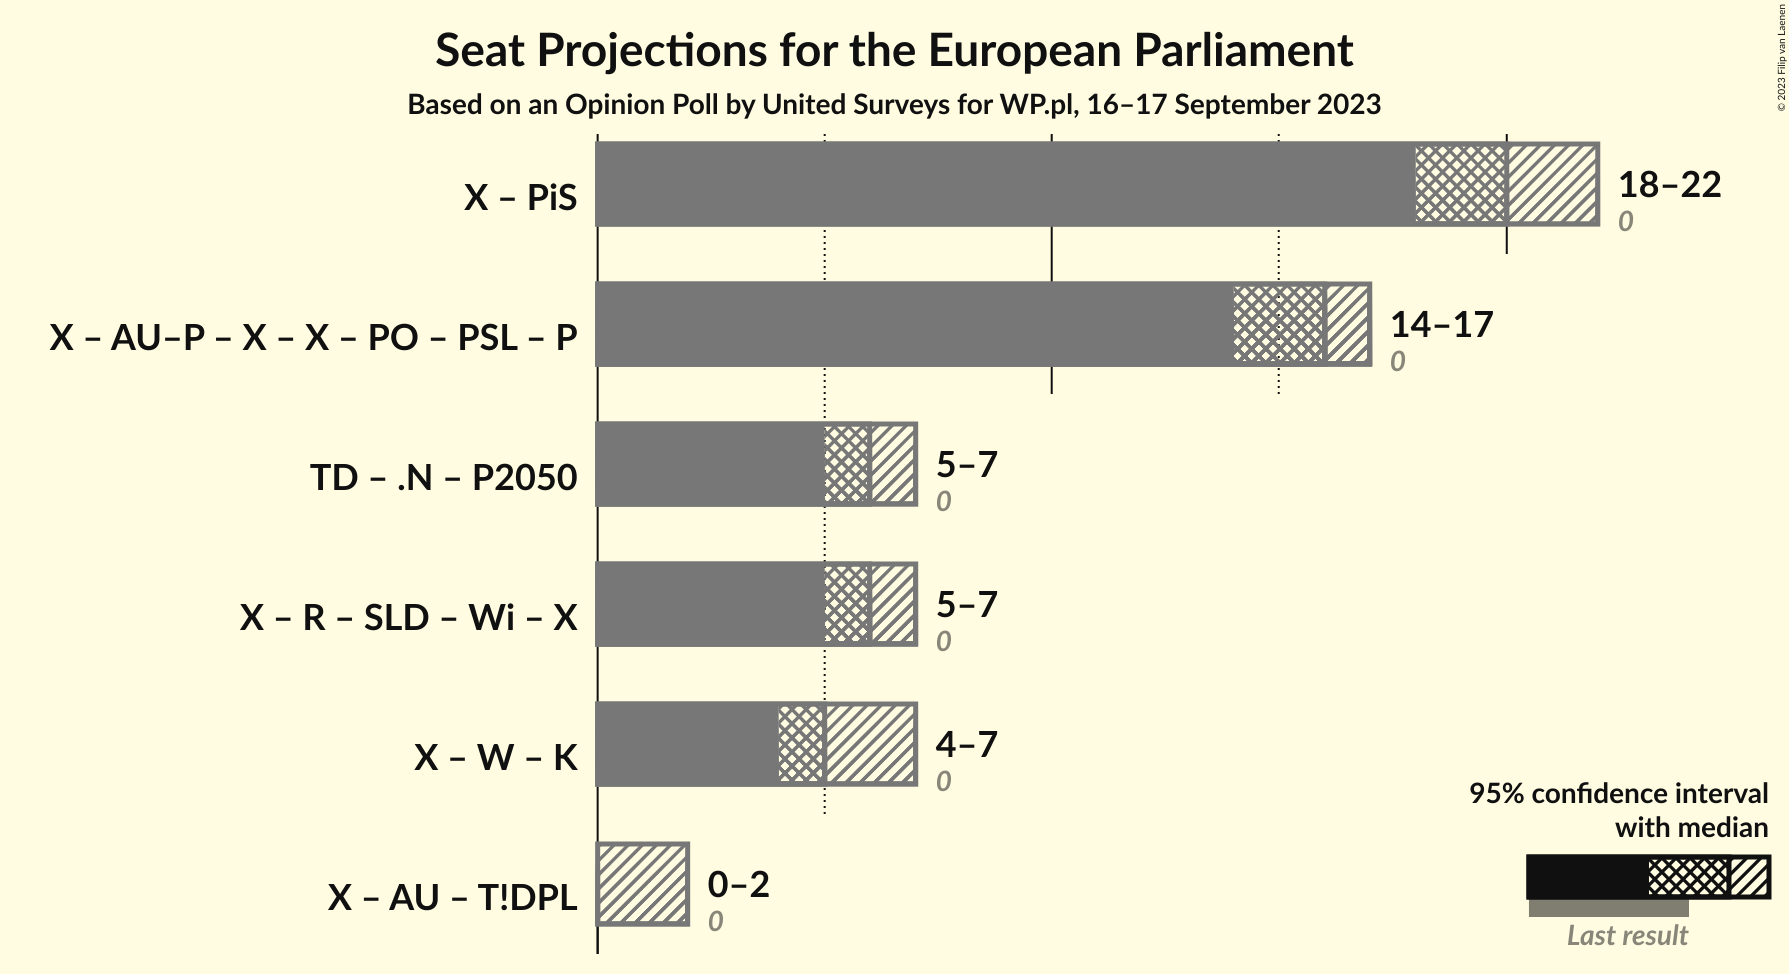 Seat Projections for the European Parliament
Based on an Opinion Poll by United Surveys for WP.pl, 16–17 September 2023
© 2023 Filip van Laenen
X – PiS
18–22
0
X – AU–P – X – X – PO – PSL – P
14–17
0
TD – .N – P2050
5–7
0
X – R – SLD – Wi – X
5–7
0
X – W – K
4–7
0
X – AU – T!DPL
0–2
0
95% confidence interval
with median
Last result